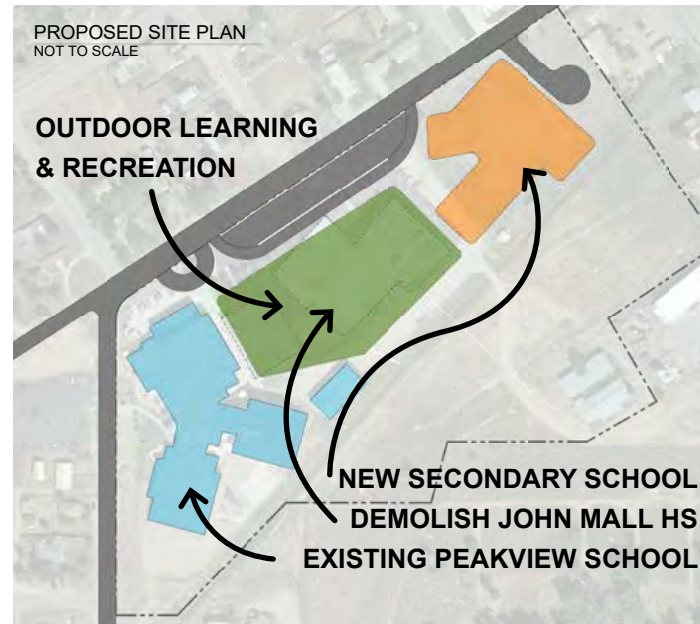 PROPOSED SITE PLAN
NOT TO SCALE
OUTDOOR LEARNING
& RECREATION
NEW SECONDARY SCHOOL
DEMOLISH JOHN MALL HS
EXISTING PEAKVIEW SCHOOL